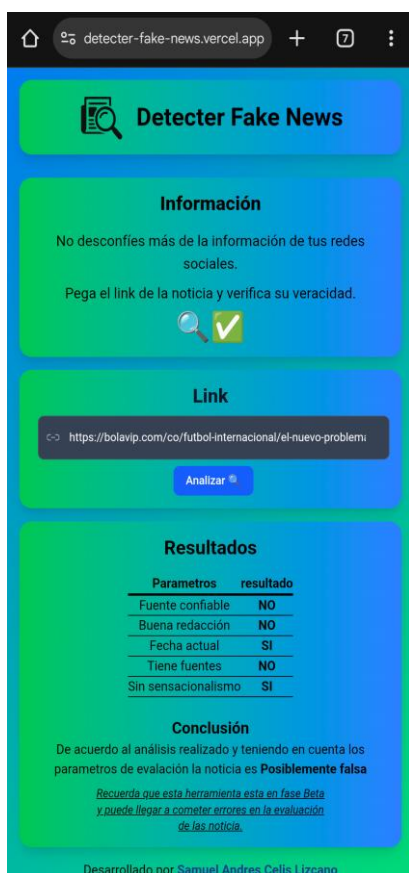 detecter-fake-news.vercel.app
7
Detecter Fake News
Información
No desconfíes más de la información de tus redes
sociales.
Pega el link de la noticia y verifica su veracidad.
Link
https://bolavip.com/co/futbol-internacional/el-nuevo-problema
Analizar
Resultados
Parametros resultado
Fuente confiable NO
Buena redacción NO
Fecha actual SI
Tiene fuentes NO
Sin sensacionalismo SI
Conclusión
De acuerdo al análisis realizado y teniendo en cuenta los
parametros de evalación la noticia es Posiblemente falsa
Recuerda que esta herramienta esta en fase Beta
y puede llegar a cometer errores en la evaluación
de las noticia.
Desarrollado por Samuel Andres Celis Lizcano